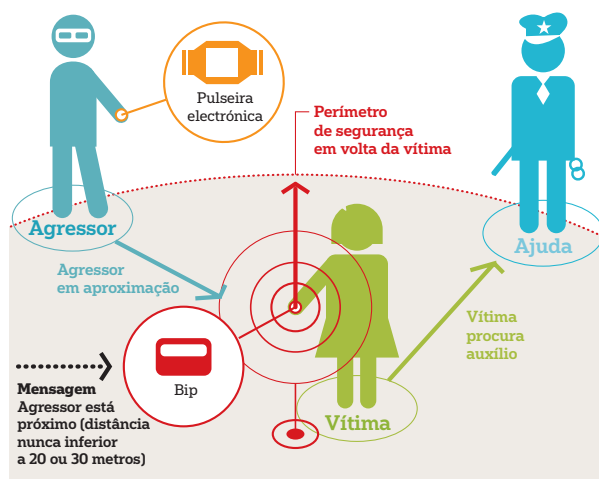 Pulseira
electrónica
Perímetro
de segurança
em volta da vítima
Agressor
Ajuda
Agressor
em aproximação
Vítima
procura
auxílio
Bip
Mensagem
Agressor está
próximo (distância
nunca inferior
a 20 ou 30 metros)
Vítima